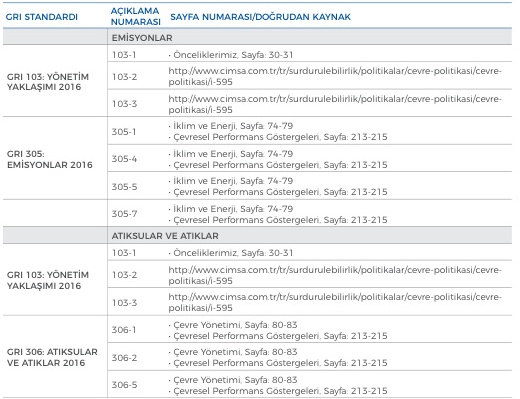 GRI STANDARDI AÇIKLAMA NUMARASI SAYFA NUMARASI/DOĞRUDAN KAYNAK
EMİSYONLAR
GRI 103: YÖNETİM YAKLAŞIMI 2016
103-1 • Önceliklerimiz, Sayfa: 30-31
103-2 http://www.cimsa.com.tr/tr/surdurulebilirlik/politikalar/cevre-politikasi/cevre-
politikasi/i-595
103-3 http://www.cimsa.com.tr/tr/surdurulebilirlik/politikalar/cevre-politikasi/cevre-
politikasi/i-595
GRI 305:
EMİSYONLAR 2016
305-1 • İklim ve Enerji, Sayfa: 74-79
• Çevresel Performans Göstergeleri, Sayfa: 213-215
305-4 • İklim ve Enerji, Sayfa: 74-79
• Çevresel Performans Göstergeleri, Sayfa: 213-215
305-5 • İklim ve Enerji, Sayfa: 74-79
• Çevresel Performans Göstergeleri, Sayfa: 213-215
305-7 • İklim ve Enerji, Sayfa: 74-79
• Çevresel Performans Göstergeleri, Sayfa: 213-215
ATIKSULAR VE ATIKLAR
GRI 103: YÖNETİM
YAKLAŞIMI 2016
103-1 • Önceliklerimiz, Sayfa: 30-31
103-2 http://www.cimsa.com.tr/tr/surdurulebilirlik/politikalar/cevre-politikasi/cevre-
politikasi/i-595
103-3 http://www.cimsa.com.tr/tr/surdurulebilirlik/politikalar/cevre-politikasi/cevre-
politikasi/i-595
GRI 306: ATIKSULAR
VE ATIKLAR 2016
306-1 • Çevre Yönetimi, Sayfa: 80-83
• Çevresel Performans Göstergeleri, Sayfa: 213-215
306-2 • Çevre Yönetimi, Sayfa: 80-83
• Çevresel Performans Göstergeleri, Sayfa: 213-215
306-5 • Çevre Yönetimi, Sayfa: 80-83
• Çevresel Performans Göstergeleri, Sayfa: 213-215